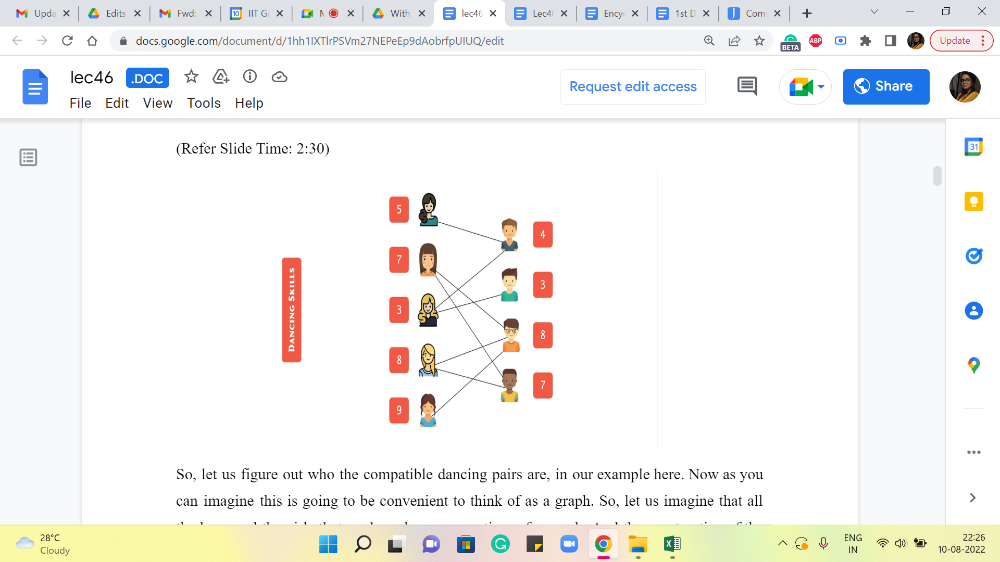 Upda
Edits
Fwd:
10 IIT Ga
M
With
lec46
Lec46
Ency
1st D
Com
docs.google.com/document/d/1hh1IXTlrPSVm27NEPeEp9dAobrfpUIUQ/edit
BETA
ABP
Update
lec46 .DOC
Request edit access
Share
File Edit View Tools Help
31
(Refer Slide Time: 2:30)
DANCING SKILLS
5
4
7
3
3
8
8
7
9
So, let us figure out who the compatible dancing pairs are, in our example here. Now as you
can imagine this is going to be convenient to think of as a graph. So, let us imagine that all
28°C
Cloudy
ENG
IN
22:26
10-08-2022